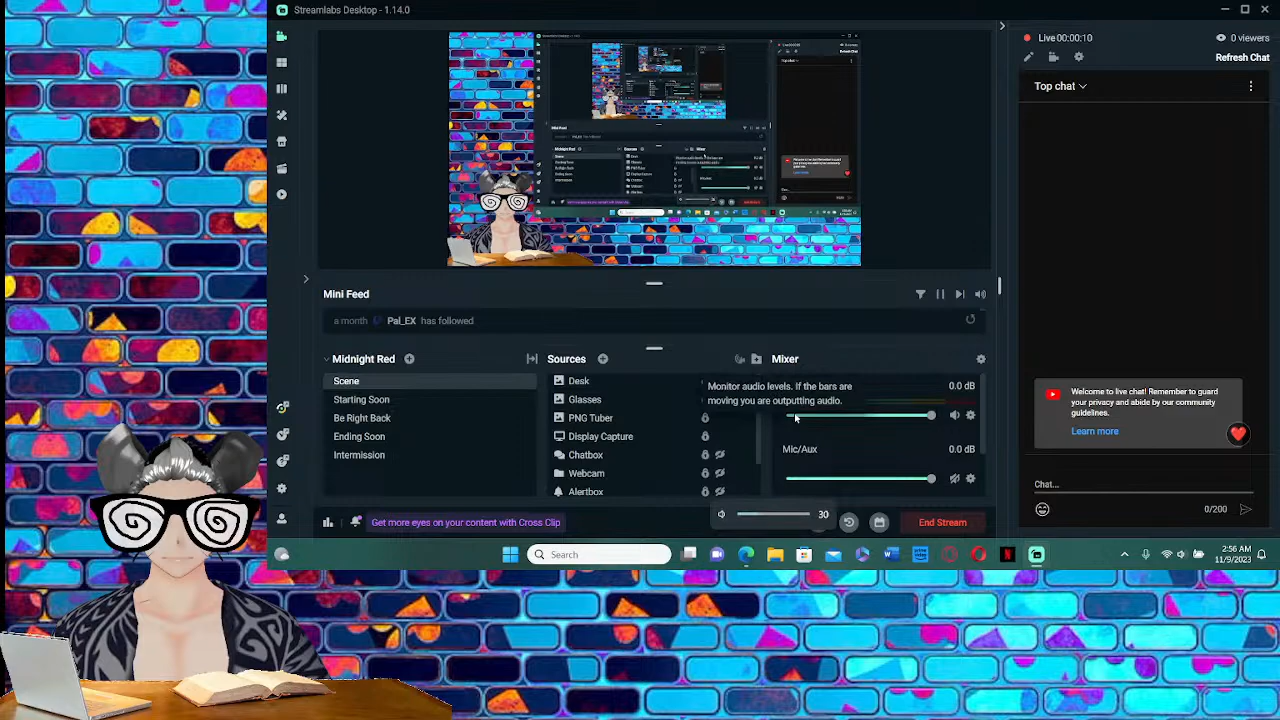 Streamlabs Desktop - 1.14.0
Live 00:00:10
0 viewers
Refresh Chat
Top chat
Mini Feed
a month Pal_EX has followed
Midnight Red
Sources
Mixer
Scene
Starting Soon
Be Right Back
Ending Soon
Intermission
Desk
Glasses
PNG Tuber
Display Capture
Chatbox
Webcam
Alertbox
Monitor audio levels. If the bars are
moving you are outputting audio.
0.0 dB
Mic/Aux
0.0 dB
Welcome to live chat! Remember to guard
your privacy and abide by our community
guidelines.
Learn more
Chat...
0/200
Get more eyes on your content with Cross Clip
30
End Stream
Search
11/9/2023